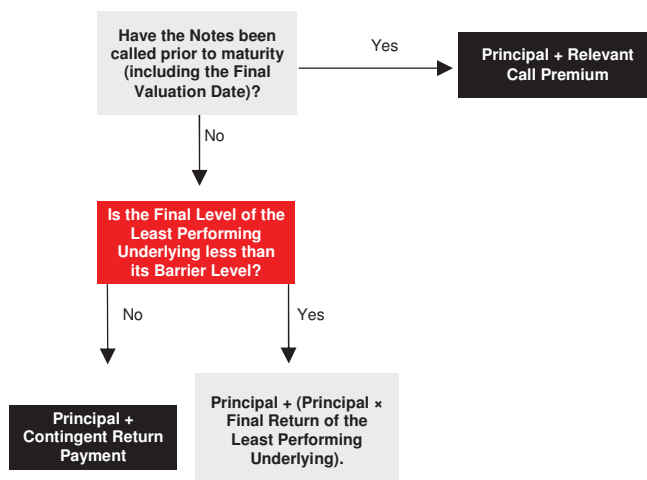 Have the Notes been
called prior to maturity
(including the Final
Valuation Date)?
Yes
Principal + Relevant
Call Premium
No
Is the Final Level of the
Least Performing
Underlying less than
its Barrier Level?
No
Yes
Principal +
Contingent Return
Payment
Principal + (Principal ×
Final Return of the
Least Performing
Underlying).